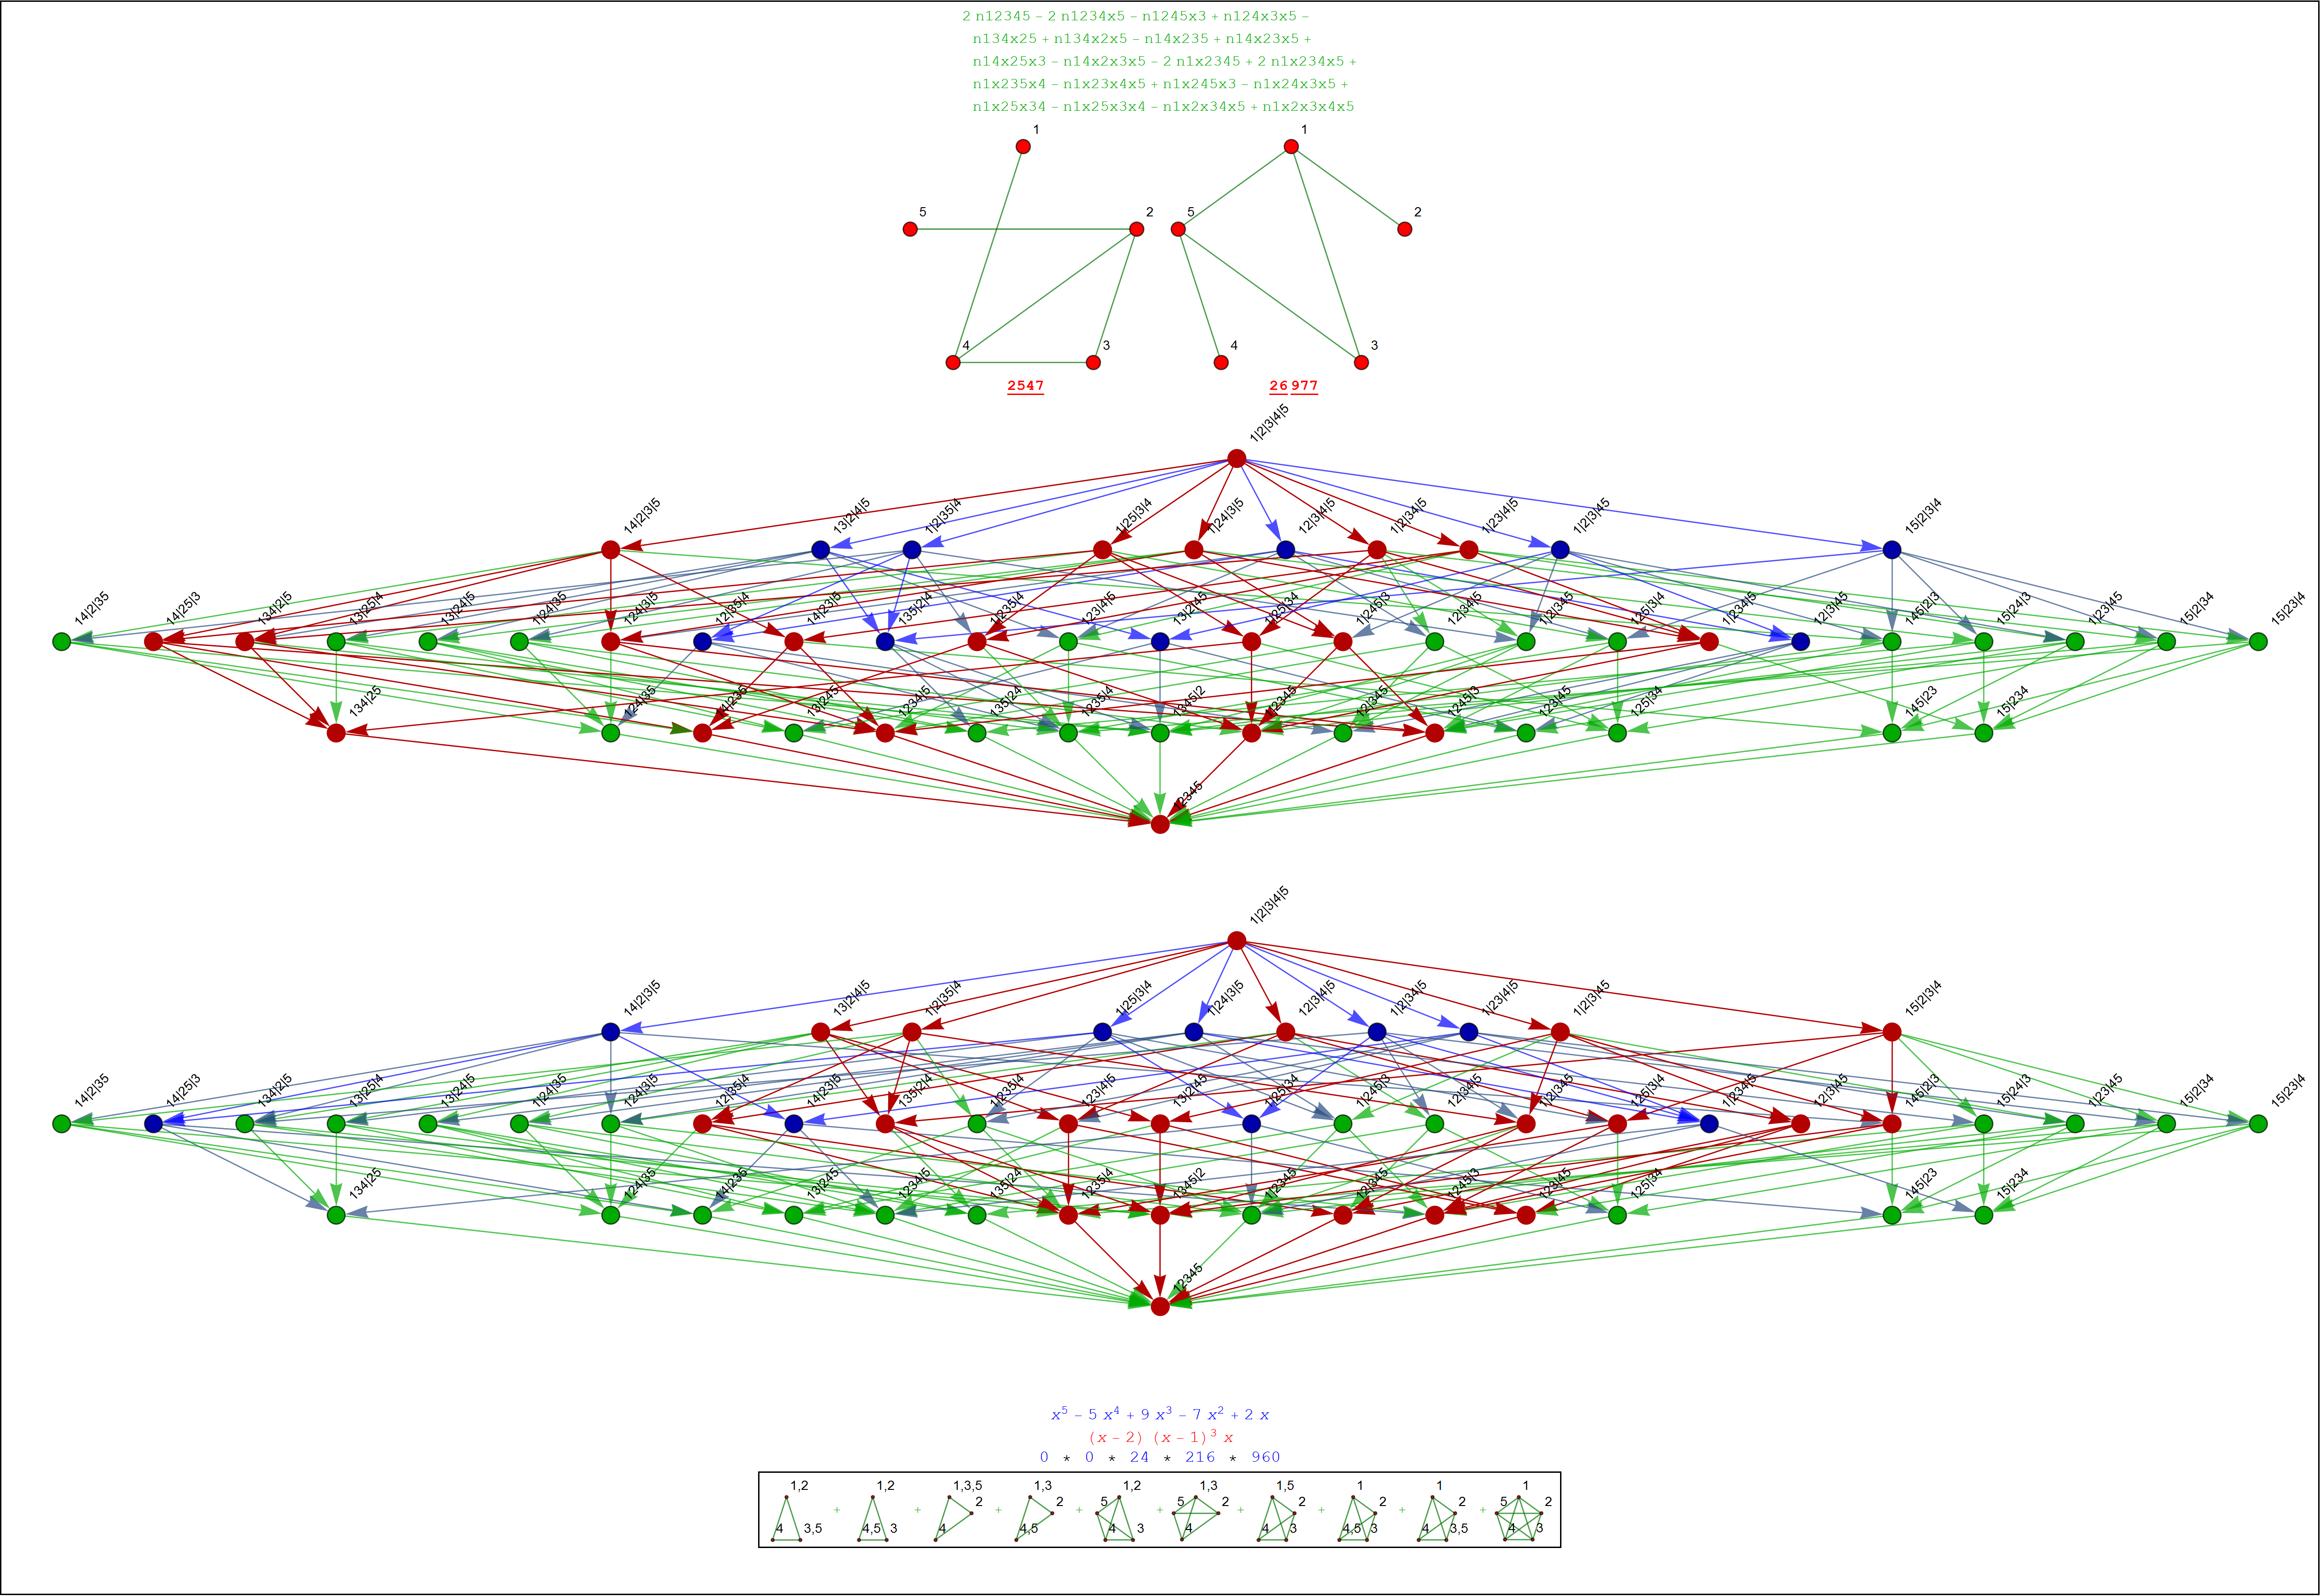 2 n12345 – 2 n1234x5 – n1245x3 + n124x3x5 –
n134x25 + n134x2x5 – n14x235 + n14x23x5 +
n14x25x3 – n14x2x3x5 – 2 n1x2345 + 2 n1x234x5 +
n1x235x4 – n1x23x4x5 + n1x245x3 – n1x24x3x5 +
n1x25x34 – n1x25x3x4 – n1x2x34x5 + n1x2x3x4x5
1 1
5 2 5 2
4 3 4 3
2547 26 977
1|2|3|4|5
14|2|3|5 13|2|4|5 1|2|35|4 1|25|3|4 1|24|3|5 12|3|4|5 1|2|34|5 1|23|4|5 1|2|3|45 15|2|3|4
14|2|35 14|25|3 134|2|5 13|25|4 13|24|5 1|24|35 124|3|5 12|35|4 14|23|5 135|2|4 1|235|4 123|4|5 13|2|45 1|25|34 1|245|3 12|34|5 1|2|345 125|3|4 1|234|5 12|3|45 145|2|3 15|24|3 1|23|45 15|2|34 15|23|4
134|25 124|35 14|235 13|245 1234|5 135|24 1235|4 1345|2 1|2345 12|345 1245|3 123|45 125|34 145|23 15|234
12345
1|2|3|4|5
14|2|3|5 13|2|4|5 1|2|35|4 1|25|3|4 1|24|3|5 12|3|4|5 1|2|34|5 1|23|4|5 1|2|3|45 15|2|3|4
14|2|35 14|25|3 134|2|5 13|25|4 13|24|5 1|24|35 124|3|5 12|35|4 14|23|5 135|2|4 1|235|4 123|4|5 13|2|45 1|25|34 1|245|3 12|34|5 1|2|345 125|3|4 1|234|5 12|3|45 145|2|3 15|24|3 1|23|45 15|2|34 15|23|4
134|25 124|35 14|235 13|245 1234|5 135|24 1235|4 1345|2 1|2345 12|345 1245|3 123|45 125|34 145|23 15|234
12345
x⁵ – 5 x⁴ + 9 x³ – 7 x² + 2 x
(x – 2) (x – 1)³ x
0 * 0 * 24 * 216 * 960
1,2 1,2 1,3,5 1,3 1,2 1,3 1,5 1 1 1
2 2 5 5 2 2 2 2 5 2
+ + + + + + + + +
4 3,5 4,5 3 4 4,5 4 3 4 4 3 4,5 3 4 3,5 4 3